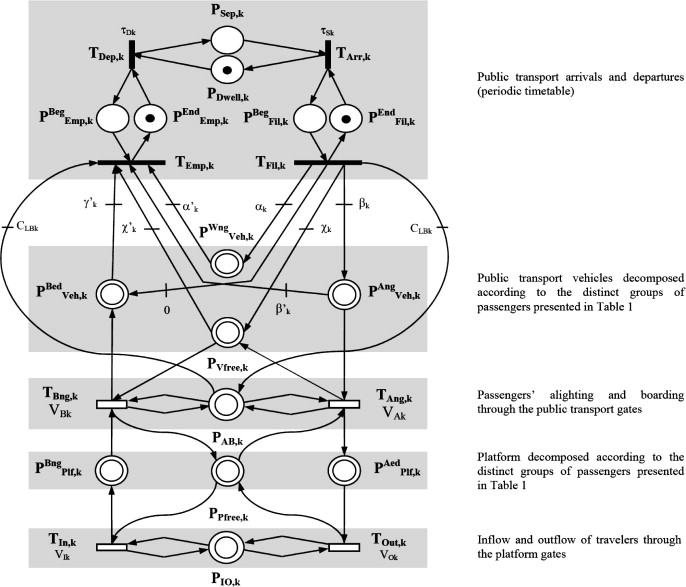 P_Sep,k
τ_Dk
τ_Sk
T_Dep,k
T_Arr,k
P_Dwell,k
P^Beg_Emp,k
P^End_Emp,k
P^Beg_Fil,k
P^End_Fil,k
T_Emp,k
T_Fil,k
Public transport arrivals and departures
(periodic timetable)
C_LBk
γ'_k
χ'_k
α'_k
α_k
χ_k
β_k
C_LBk
P^Wng_Veh,k
P^Bed_Veh,k
0
β'_k
P^Ang_Veh,k
P_Vfree,k
Public transport vehicles decomposed
according to the distinct groups of
passengers presented in Table 1
T_Bng,k
V_Bk
T_Ang,k
V_Ak
P_AB,k
Passengers' alighting and boarding
through the public transport gates
P^Bng_Plf,k
P^Aed_Plf,k
P_Pfree,k
Platform decomposed according to the
distinct groups of passengers presented
in Table 1
T_In,k
V_Ik
T_Out,k
V_Ok
P_IO,k
Inflow and outflow of travelers through
the platform gates